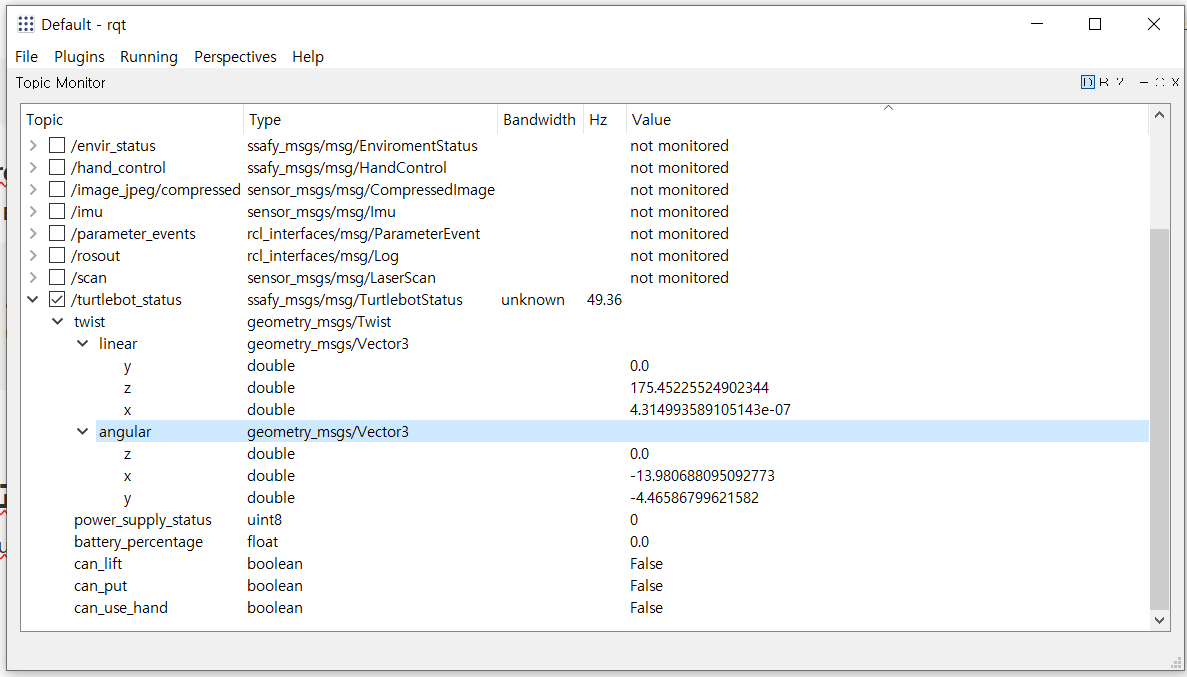 Default - rqt
File Plugins Running Perspectives Help
Topic Monitor D R ?
Topic Type Bandwidth Hz Value
/envir_status ssafy_msgs/msg/EnviromentStatus not monitored
/hand_control ssafy_msgs/msg/HandControl not monitored
/image_jpeg/compressed sensor_msgs/msg/CompressedImage not monitored
/imu sensor_msgs/msg/Imu not monitored
/parameter_events rcl_interfaces/msg/ParameterEvent not monitored
/rosout rcl_interfaces/msg/Log not monitored
/scan sensor_msgs/msg/LaserScan not monitored
/turtlebot_status ssafy_msgs/msg/TurtlebotStatus unknown 49.36
twist geometry_msgs/Twist
linear geometry_msgs/Vector3
y double 0.0
z double 175.45225524902344
x double 4.314993589105143e-07
angular geometry_msgs/Vector3
z double 0.0
x double -13.980688095092773
y double -4.46586799621582
power_supply_status uint8 0
battery_percentage float 0.0
can_lift boolean False
can_put boolean False
can_use_hand boolean False